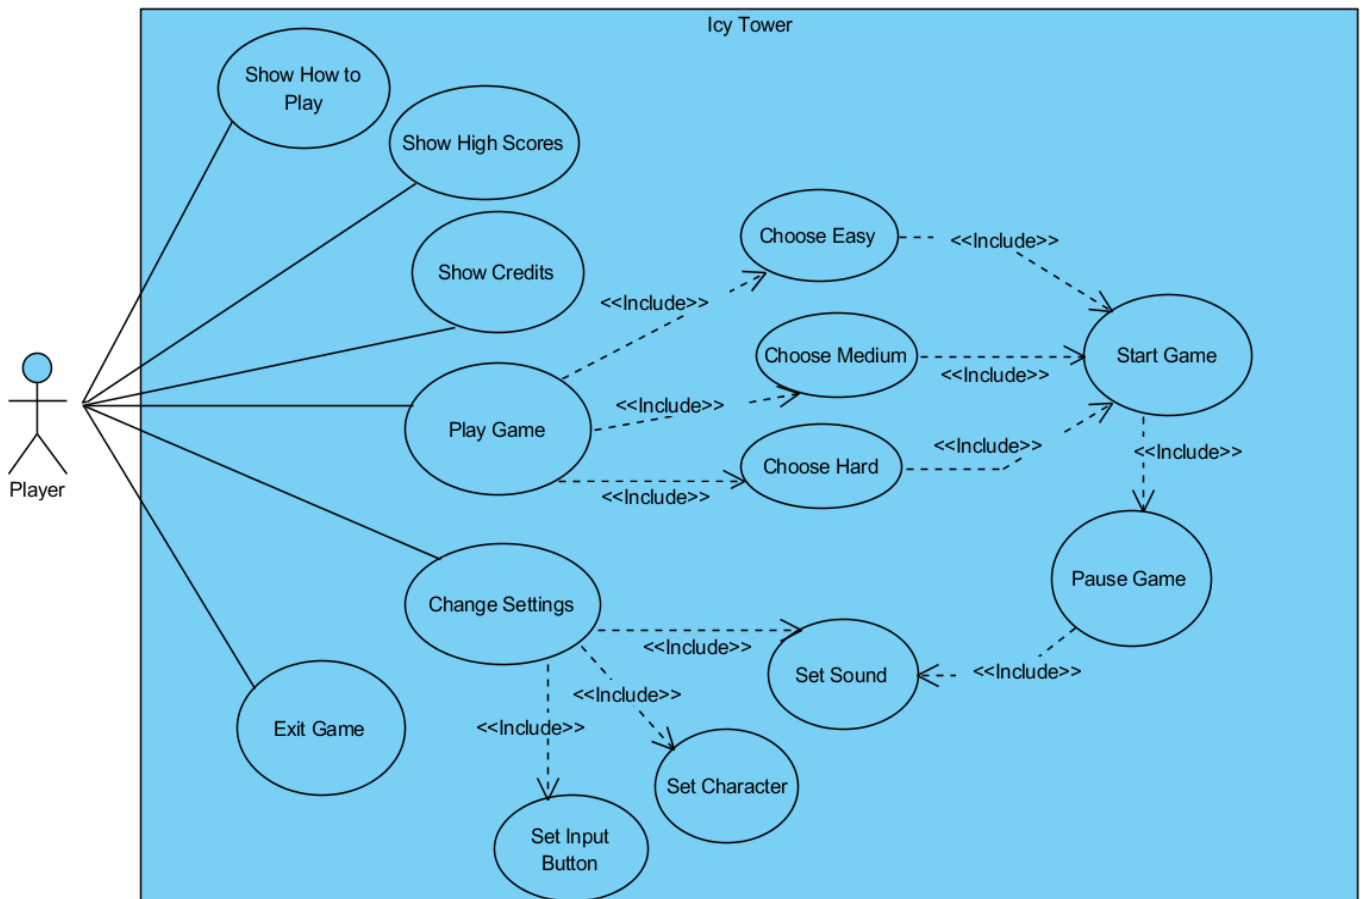 Icy Tower
Show How to
Play
Show High Scores
Choose Easy
<<Include>>
Show Credits
<<Include>>
Choose Medium
Start Game
<<Include>>
<<Include>>
Play Game
<<Include>>
<<Include>>
Choose Hard
<<Include>>
Player
<<Include>>
Pause Game
Change Settings
<<Include>>
Set Sound
<<Include>>
<<Include>>
<<Include>>
Exit Game
Set Character
Set Input
Button